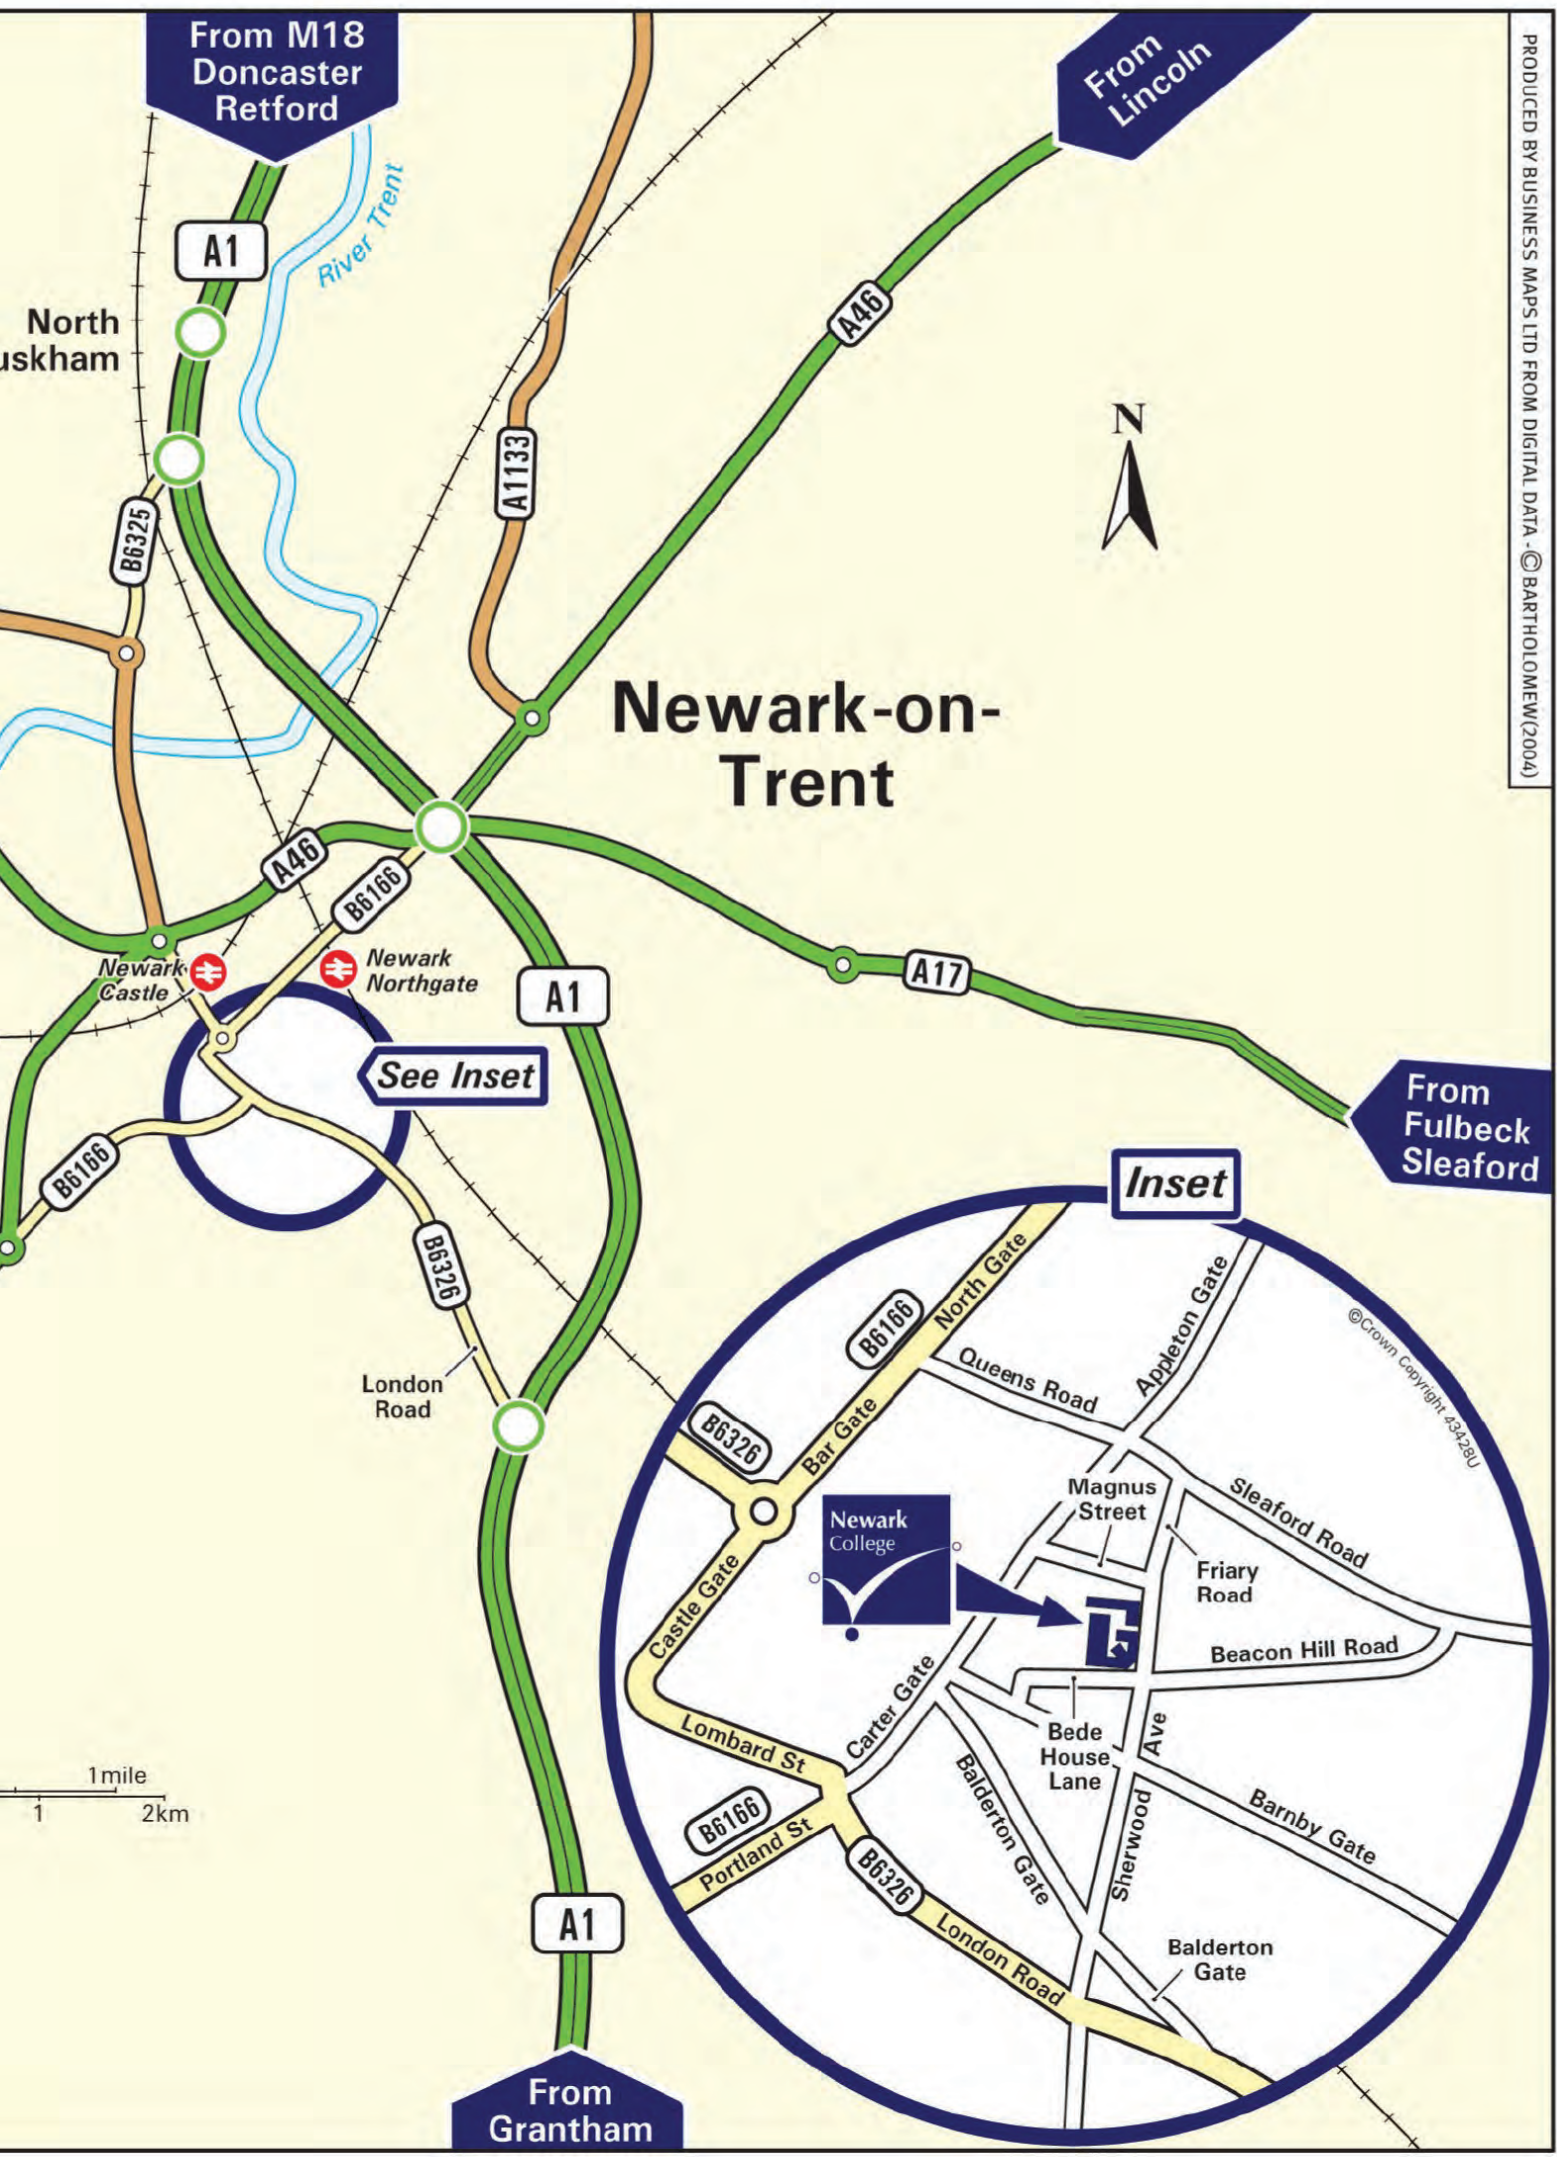 From M18
Doncaster
Retford
From
Lincoln
PRODUCED BY BUSINESS MAPS LTD FROM DIGITAL DATA - © BARTHOLOMEW(2004)
A1
River Trent
North
uskham
A46
N
A1133
B6325
Newark-on-
Trent
A46
B6166
Newark
Castle
Newark
Northgate
A1
A17
See Inset
From
Fulbeck
Sleaford
B6166
B6326
London
Road
Inset
North Gate
B6166
Appleton Gate
©Crown Copyright 43428U
Queens Road
B6326
Bar Gate
Magnus
Street
Sleaford Road
Newark
College
Friary
Road
Castle Gate
Beacon Hill Road
Carter Gate
Lombard St
Bede
House
Lane
Ave
Sherwood
Balderton Gate
Barnby Gate
B6166
Portland St
B6326
London Road
Balderton
Gate
1mile
1
2km
A1
From
Grantham